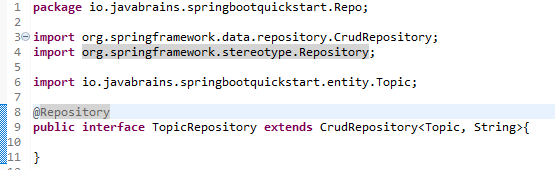 1 package io.javabrains.springbootquickstart.Repo;
2
3 import org.springframework.data.repository.CrudRepository;
4 import org.springframework.stereotype.Repository;
5
6 import io.javabrains.springbootquickstart.entity.Topic;
7
8 @Repository
9 public interface TopicRepository extends CrudRepository<Topic, String>{
10
11 }